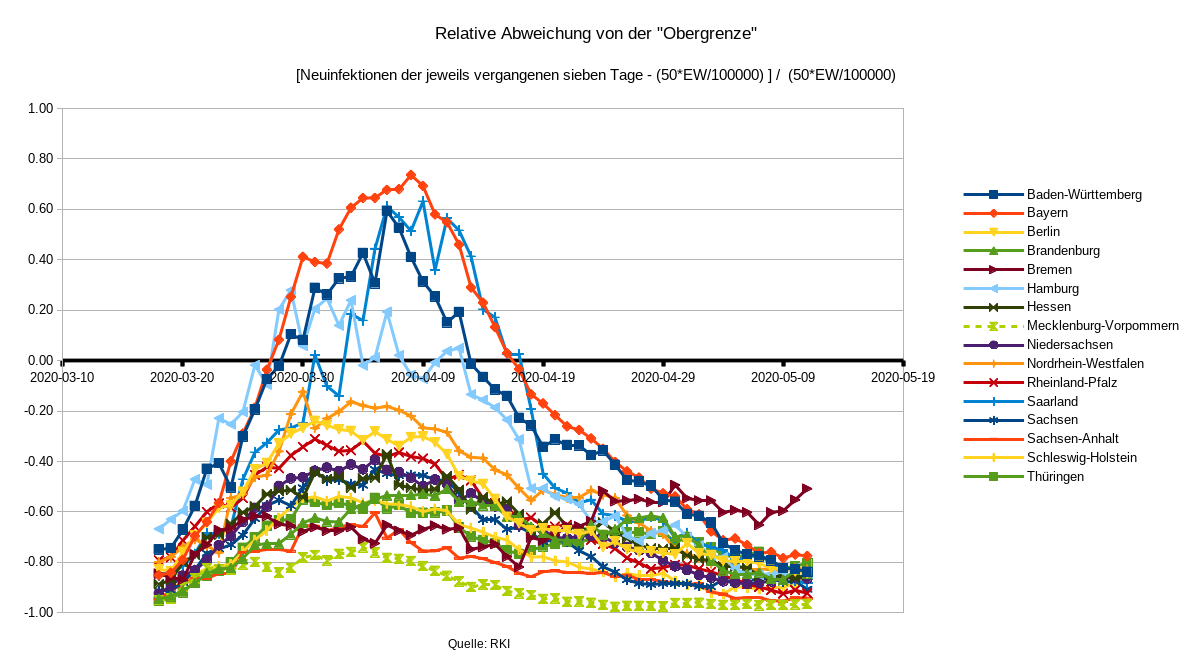 Relative Abweichung von der "Obergrenze"
[Neuinfektionen der jeweils vergangenen sieben Tage - (50*EW/100000) ] / (50*EW/100000)
1.00
0.80
0.60
0.40
0.20
0.00
-0.20
-0.40
-0.60
-0.80
-1.00
2020-03-10 2020-03-20 2020-03-30 2020-04-09 2020-04-19 2020-04-29 2020-05-09 2020-05-19
Baden-Württemberg
Bayern
Berlin
Brandenburg
Bremen
Hamburg
Hessen
Mecklenburg-Vorpommern
Niedersachsen
Nordrhein-Westfalen
Rheinland-Pfalz
Saarland
Sachsen
Sachsen-Anhalt
Schleswig-Holstein
Thüringen
Quelle: RKI